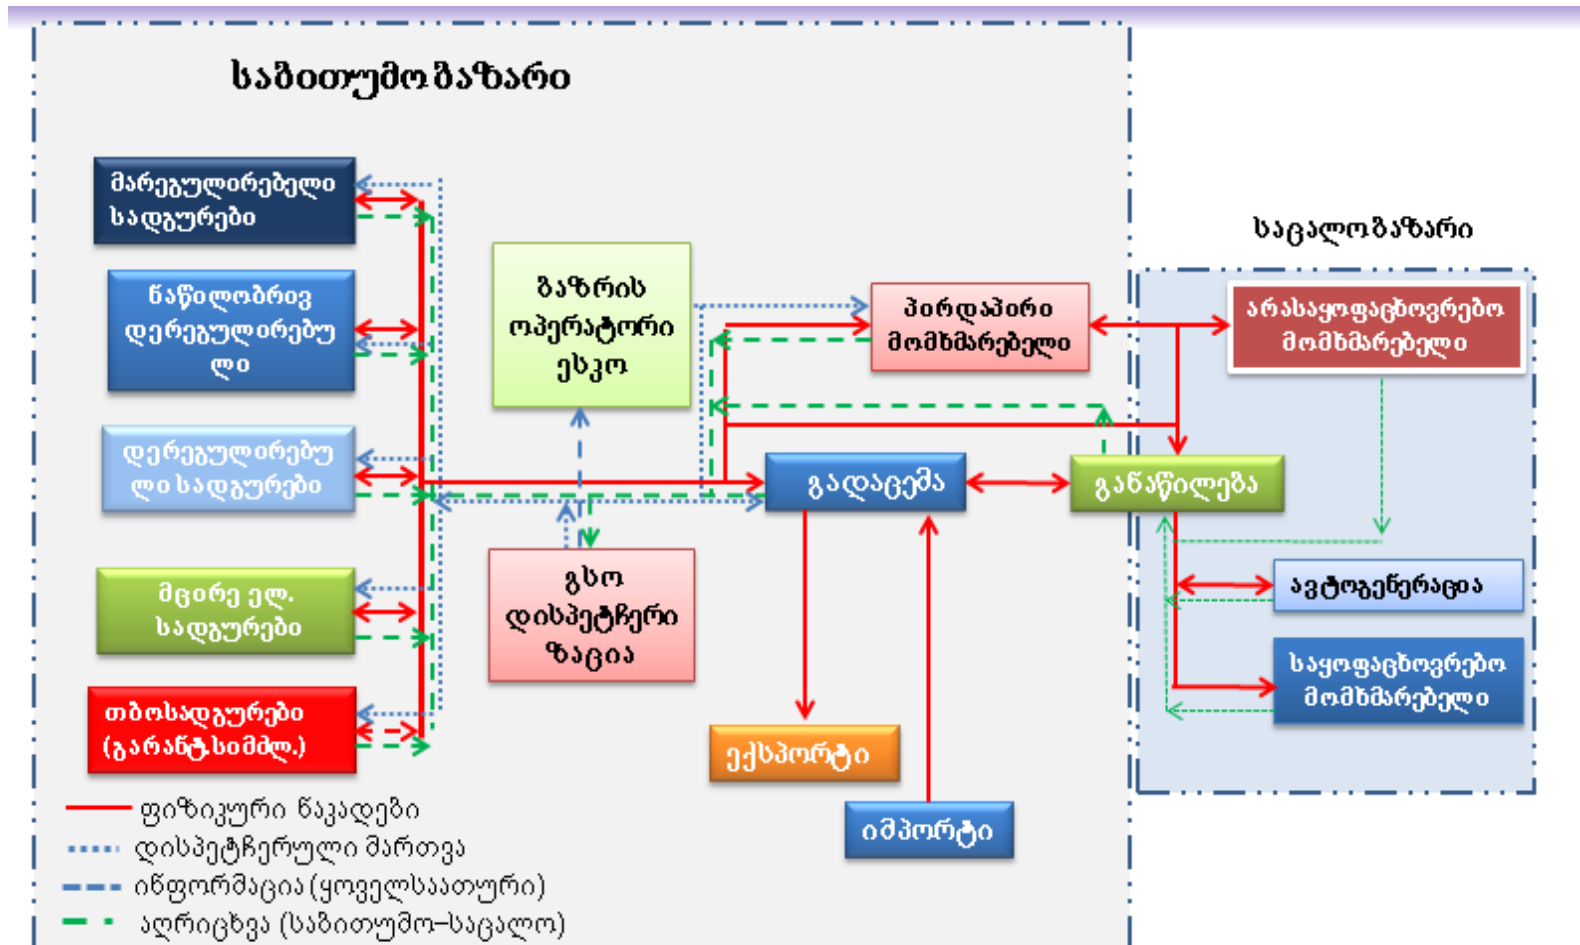 საბითუმო ბაზარი
მარეგულირებელი
სადგურები
ნაწილობრივ
დერეგულირებუ
ლი
დერეგულირებუ
ლი სადგურები
მცირე ელ.
სადგურები
თბოსადგურები
(გარანტ.სიმძლ.)
ბაზრის
ოპერატორი
ესკო
გსო
დისპეტჩერი
ზაცია
პირდაპირი
მომხმარებელი
გადაცემა
განაწილება
ექსპორტი
იმპორტი
საცალო ბაზარი
არასაყოფაცხოვრებო
მომხმარებელი
ავტოგენერაცია
საყოფაცხოვრებო
მომხმარებელი
ფიზიკური ნაკადები
დისპეტჩერული მართვა
ინფორმაცია (ყოველსაათური)
აღრიცხვა (საბითუმო–საცალო)